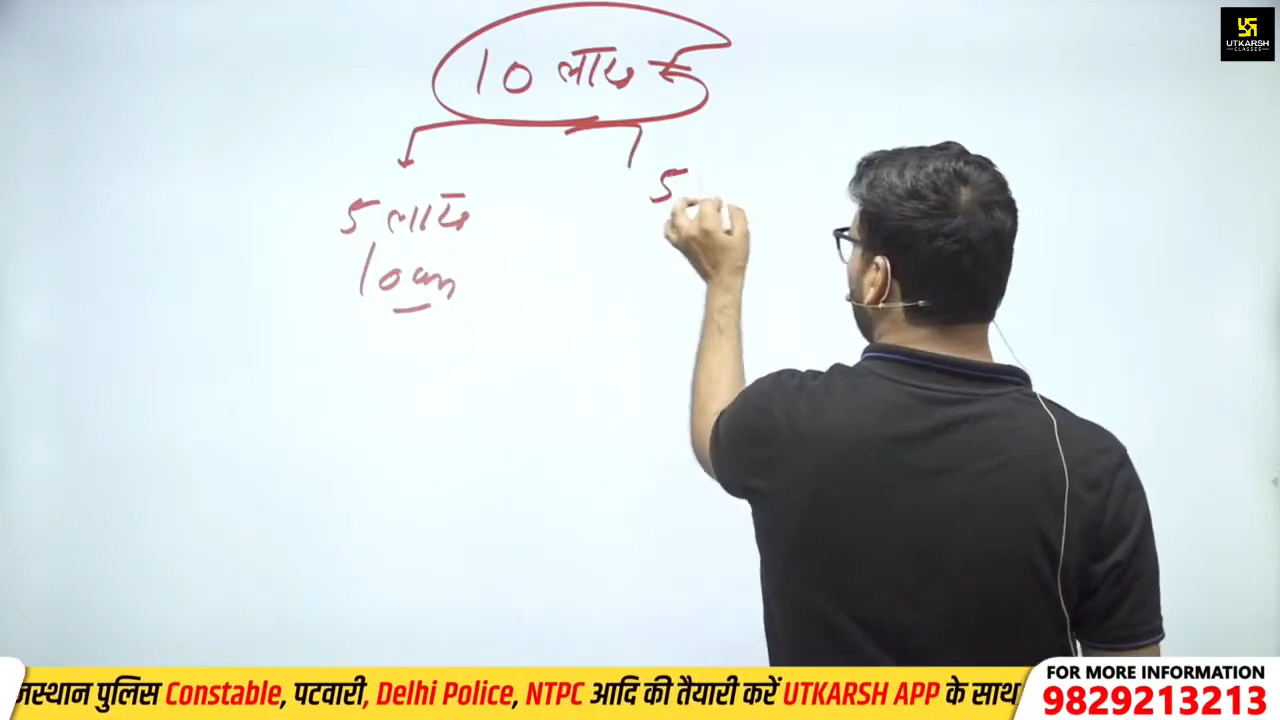 UTKARSH
CLASSES
10 लाख ₹
5 लाख
loan
5
जस्थान पुलिस Constable, पटवारी, Delhi Police, NTPC आदि की तैयारी करें UTKARSH APP के साथ
FOR MORE INFORMATION
9829213213